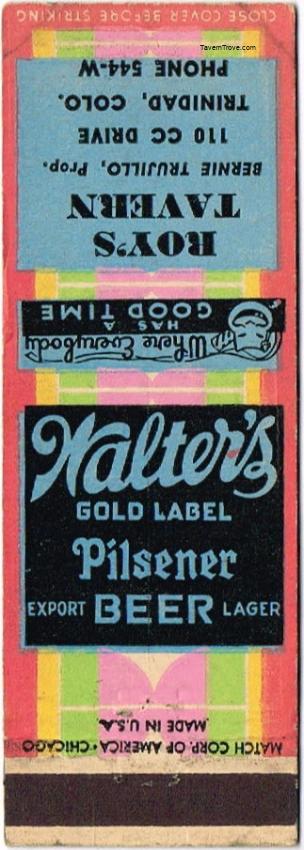 CLOSE COVER BEFORE STRIKING
TavernTrove.com
ROY'S
TAVERN
BERNIE TRUJILLO, Prop.
110 CC DRIVE
TRINIDAD, COLO.
PHONE 544-W
Where Everybody
HAS A
GOOD TIME
Walter's
GOLD LABEL
Pilsener
EXPORT BEER LAGER
MATCH CORP. OF AMERICA • CHICAGO
MADE IN U.S.A.